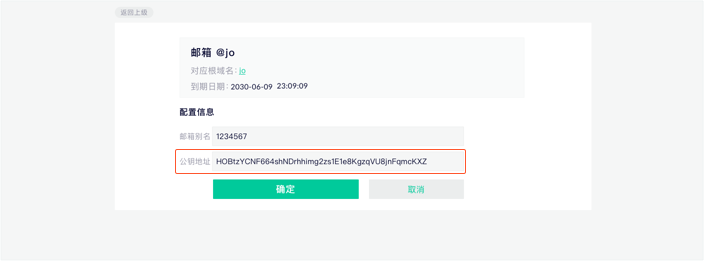 返回上级
邮箱 @jo
对应根域名: jo
到期日期: 2030-06-09 23:09:09
配置信息
邮箱别名 1234567
公钥地址 HOBtzYCNF664shNDrhhimg2zs1E1e8KgzqVU8jnFqmcKXZ
确定 取消